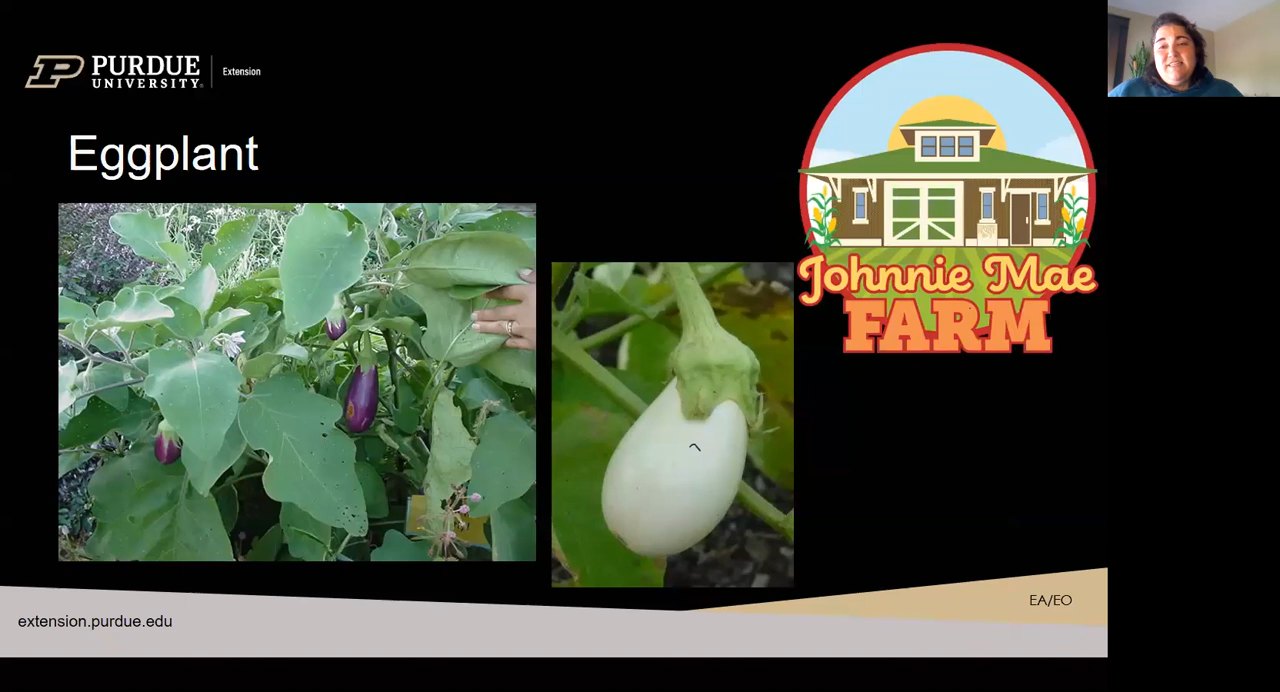 PURDUE
UNIVERSITY®
Extension
Eggplant
Johnnie Mae
FARM
EA/EO
extension.purdue.edu